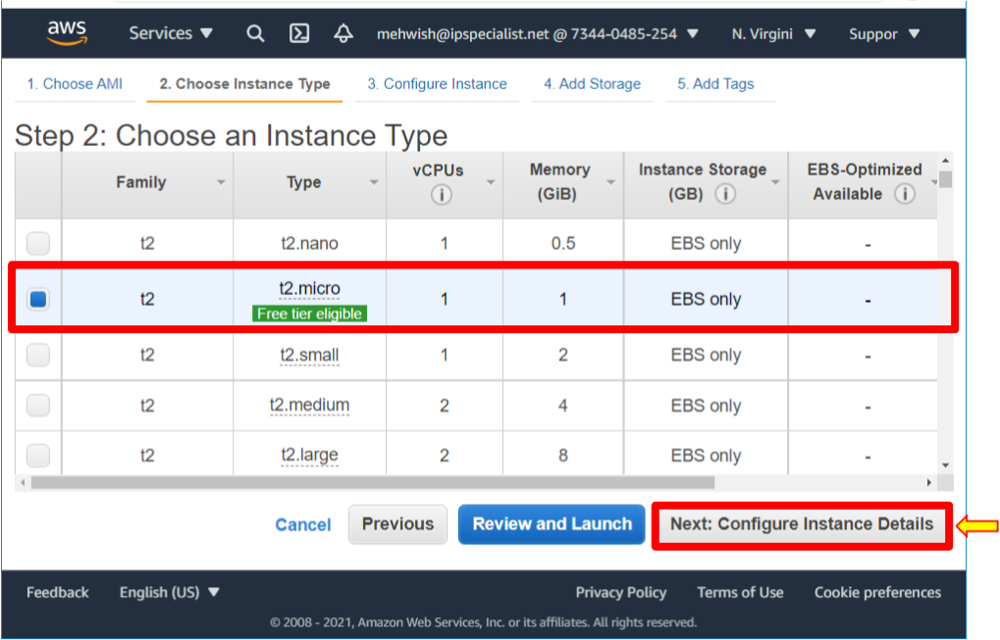 aws Services mehwish@ipspecialist.net @ 7344-0485-254 N. Virgini Suppor
1. Choose AMI 2. Choose Instance Type 3. Configure Instance 4. Add Storage 5. Add Tags
Step 2: Choose an Instance Type
Family Type vCPUs Memory (GiB) Instance Storage (GB) EBS-Optimized Available
t2 t2.nano 1 0.5 EBS only -
t2 t2.micro 1 1 EBS only -
Free tier eligible
t2 t2.small 1 2 EBS only -
t2 t2.medium 2 4 EBS only -
t2 t2.large 2 8 EBS only -
Cancel Previous Review and Launch Next: Configure Instance Details
Feedback English (US) Privacy Policy Terms of Use Cookie preferences
© 2008 - 2021, Amazon Web Services, Inc. or its affiliates. All rights reserved.